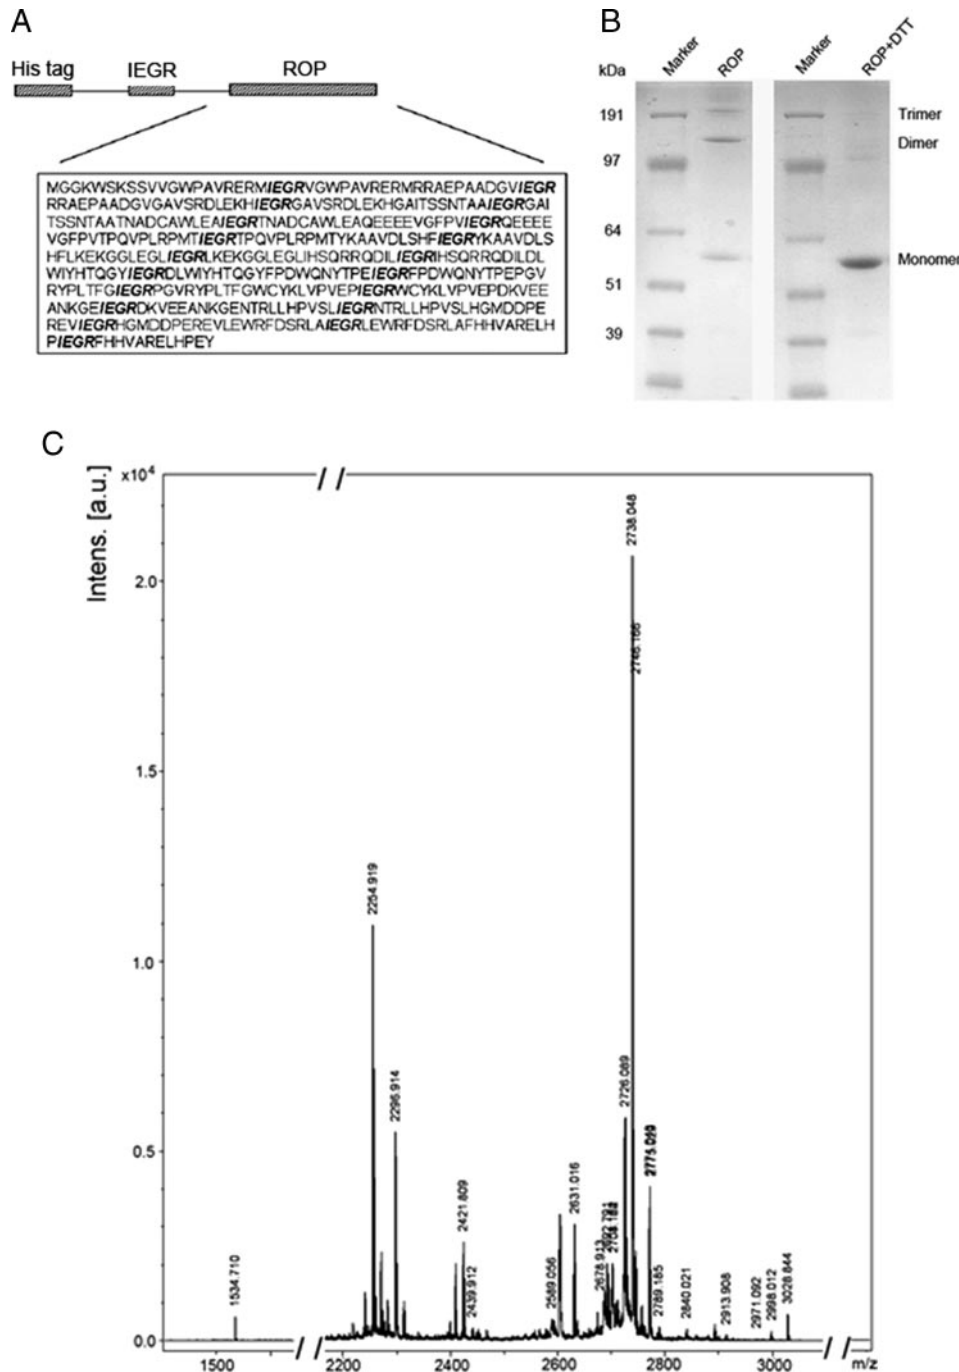 A
His tag
IEGR
ROP
MGGKWSKSSVVGWPAVRERMIEGRVGWPAVRERMRRAEPAADGVIEGR
RRAEPAADGVGAVSRDLEKHIEGRGAVSRDLEKHGAITSSNTAAIEGRGAI
TSSNTAATNADCAWLEAIEGRTNADCAWLEAQEEEEVGFPVIEGRQEEEE
VGFPVTPQVPLRPMTIEGRTPQVPLRPMTYKAAVDLSHFIEGRYKAAVDLS
HFLKEKGGLEGLIEGRLKEKGGLEGLIHSQRRQDILIEGRIHSQRRQDILDL
WIYHTQGYIEGRDLWIYHTQGYFPDWQNYTPEIEGRFPDWQNYTPEPGV
RYPLTFGIEGRPGVRYPLTFGWCYKLVPVEPIEGRWCYKLVPVEPDKVEE
ANKGEIEGRDKVEEANKGENTRLLHPVSLIEGRNTRLLHPVSLHGMDDPE
REVIEGRHGMDDPEREVLEWRFDSRLAIEGRLEWRFDSRLAFHHVARELH
PIEGRFHHVARELHPEY
B
kDa
Marker
ROP
Marker
ROP+DTT
191
97
64
51
39
Trimer
Dimer
Monomer
C
x10⁴
Intens. [a.u.]
2.0
1.5
1.0
0.5
0.0
1534.710
2254.919
2296.914
2421.809
2439.912
2589.056
2631.016
2678.913
2726.089
2738.048
2746.166
2789.185
2840.021
2913.908
2971.092
2998.012
3028.844
1500
2200
2400
2600
2800
3000
m/z